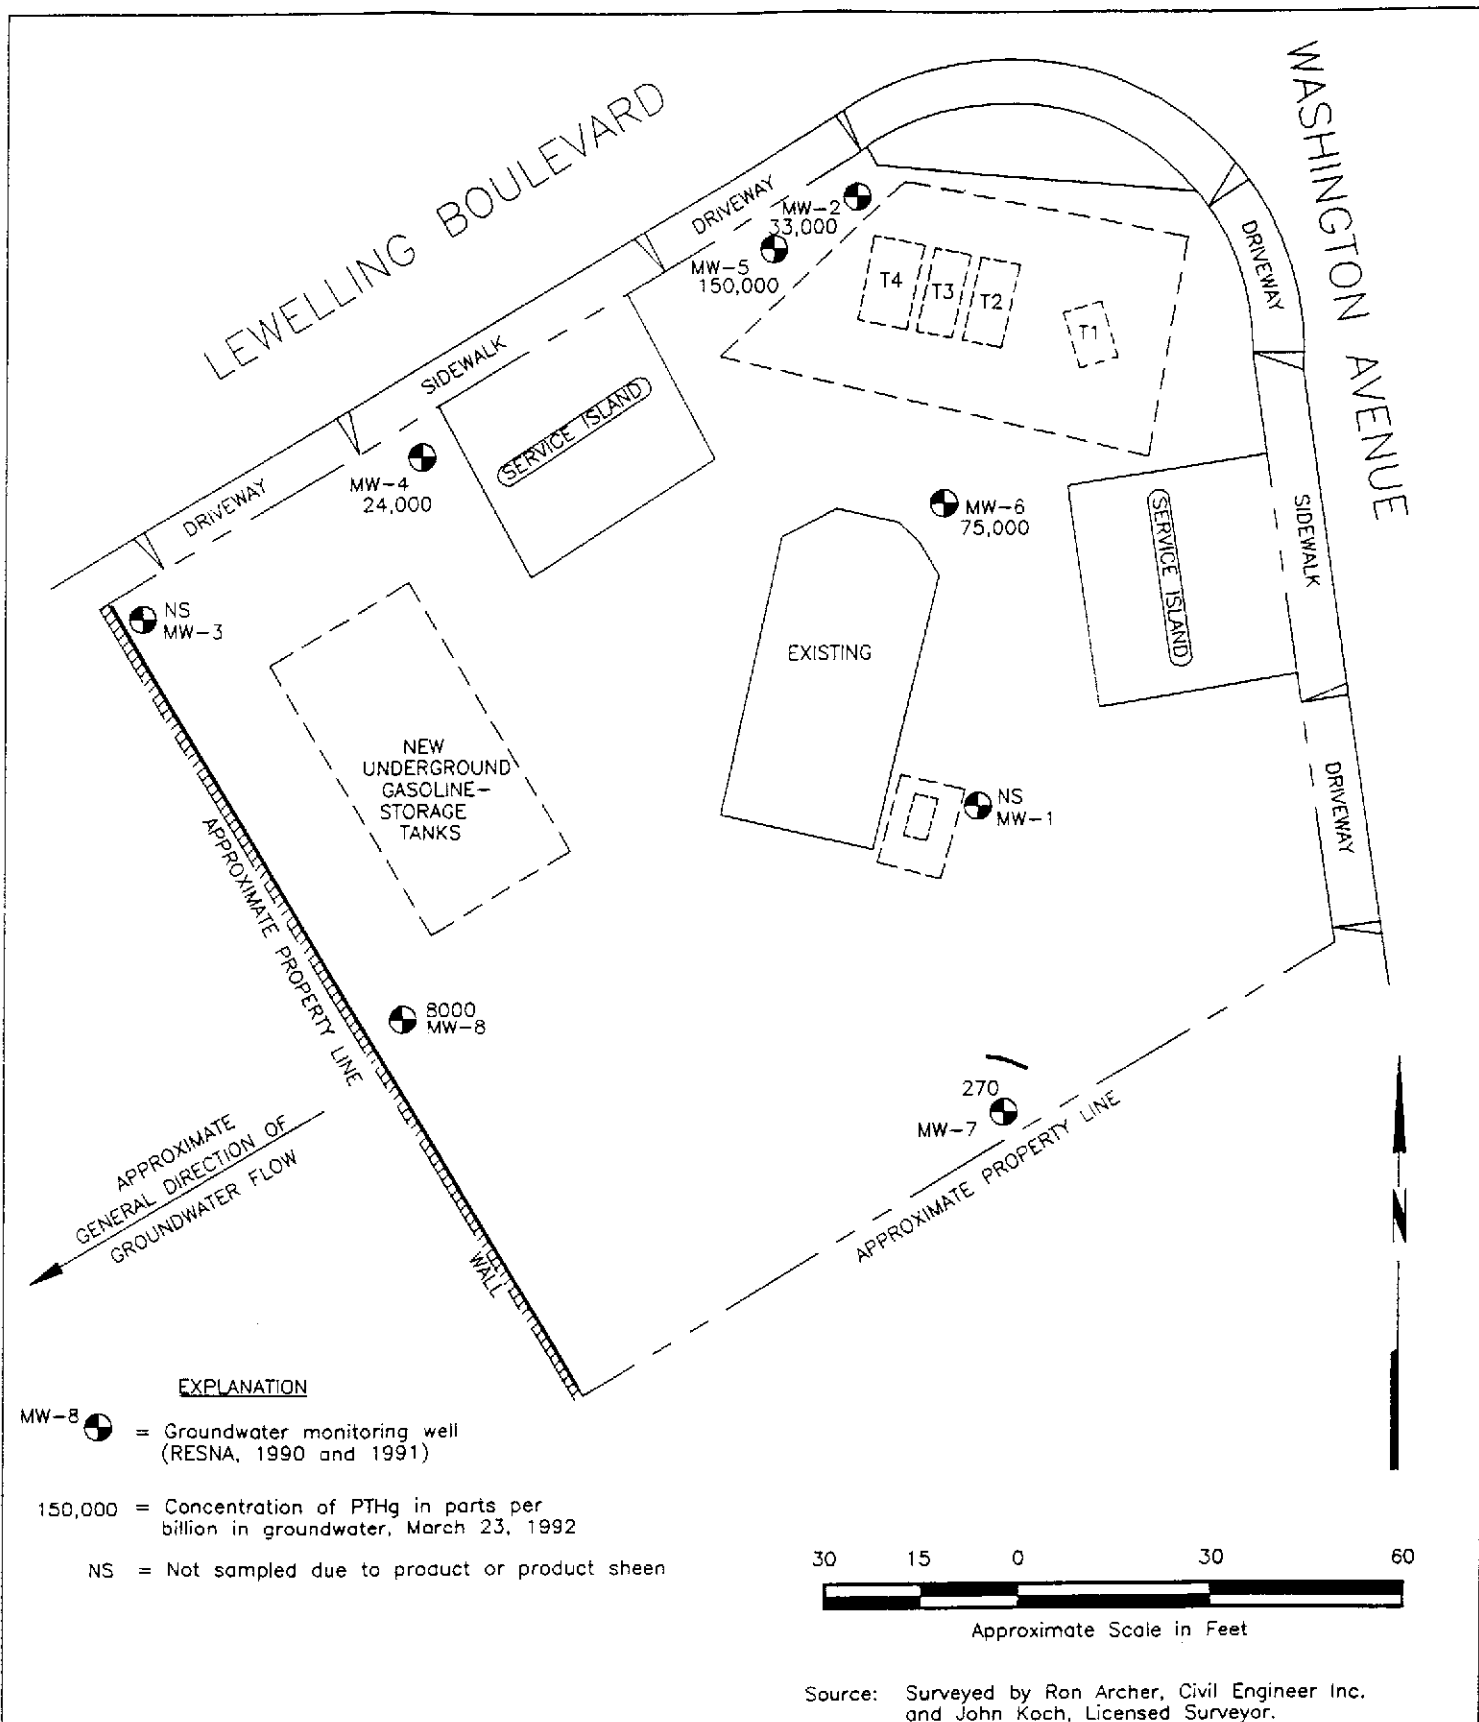 LEWELLING BOULEVARD
WASHINGTON AVENUE
DRIVEWAY
MW-2
33,000
MW-5
150,000
T4
T3
T2
T1
DRIVEWAY
SIDEWALK
SERVICE ISLAND
MW-4
24,000
DRIVEWAY
MW-6
75,000
SERVICE ISLAND
SIDEWALK
NS
MW-3
EXISTING
NEW
UNDERGROUND
GASOLINE-
STORAGE
TANKS
NS
MW-1
DRIVEWAY
APPROXIMATE PROPERTY LINE
8000
MW-8
270
MW-7
APPROXIMATE PROPERTY LINE
APPROXIMATE
GENERAL DIRECTION OF
GROUNDWATER FLOW
WALL
N
EXPLANATION
MW-8
= Groundwater monitoring well
(RESNA, 1990 and 1991)
150,000 = Concentration of PTHg in parts per
billion in groundwater, March 23, 1992
NS = Not sampled due to product or product sheen
30 15 0 30 60
Approximate Scale in Feet
Source: Surveyed by Ron Archer, Civil Engineer Inc.
and John Koch, Licensed Surveyor.